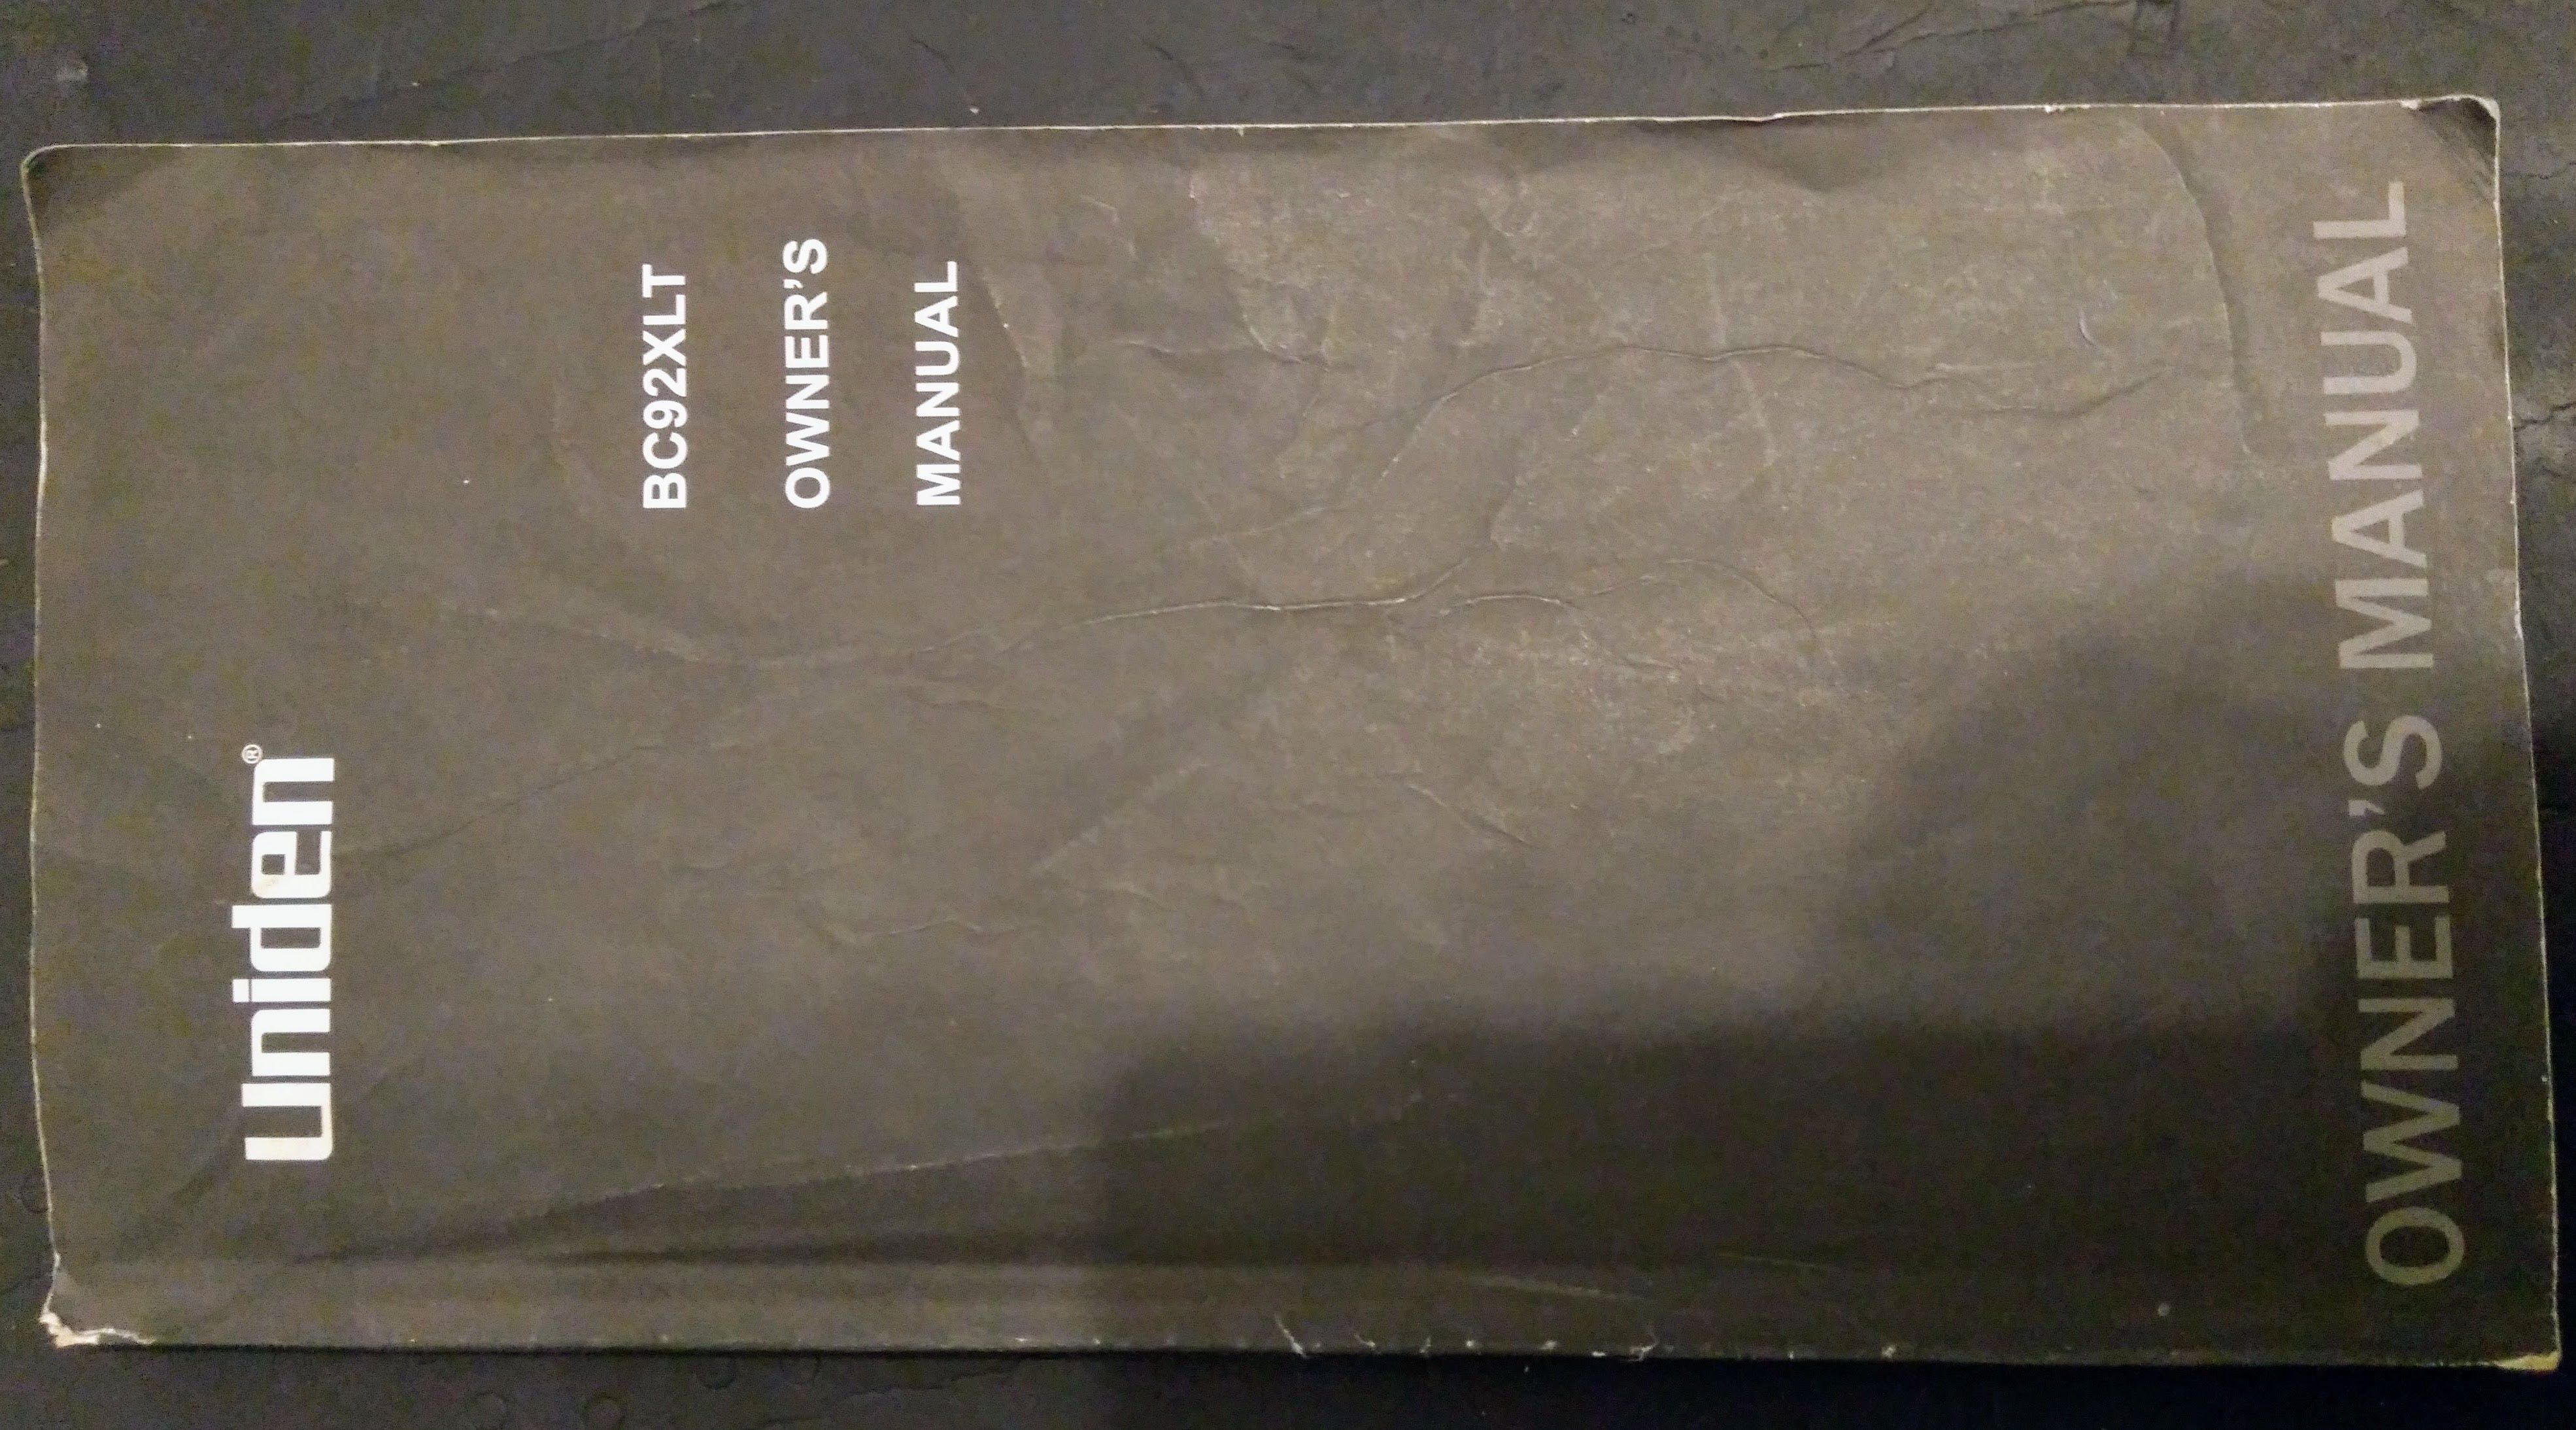 uniden®
BC92XLT
OWNER'S
MANUAL
OWNER'S MANUAL